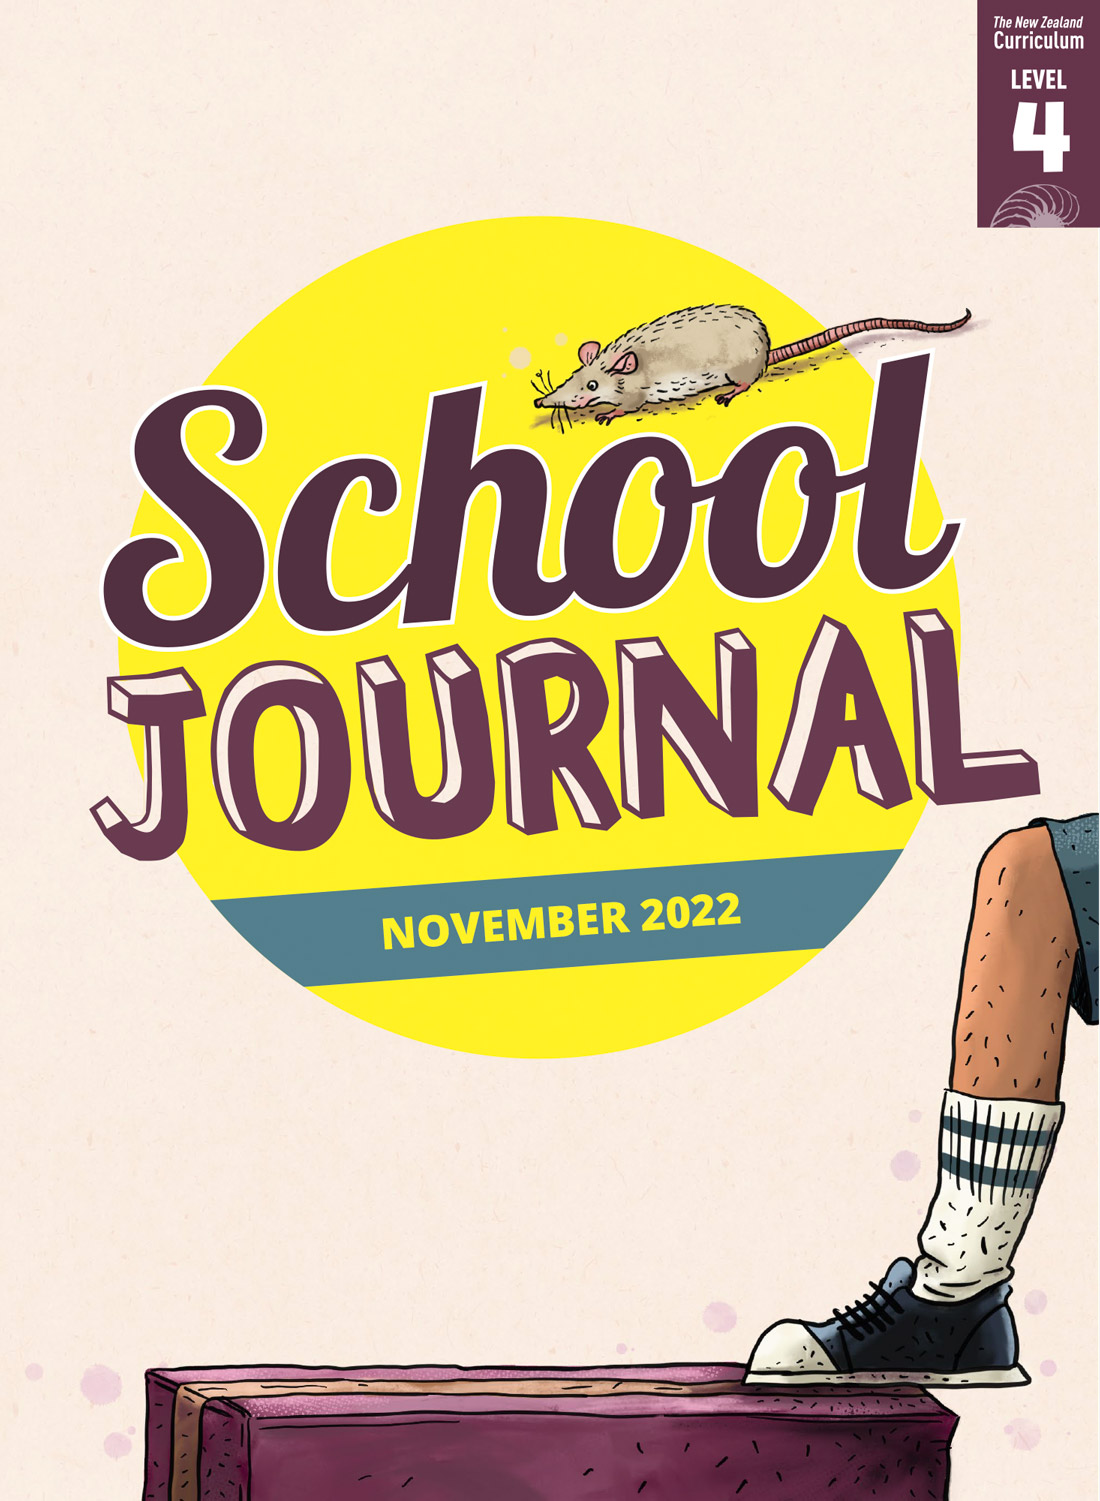 The New Zealand
Curriculum
LEVEL
4
School
JOURNAL
NOVEMBER 2022